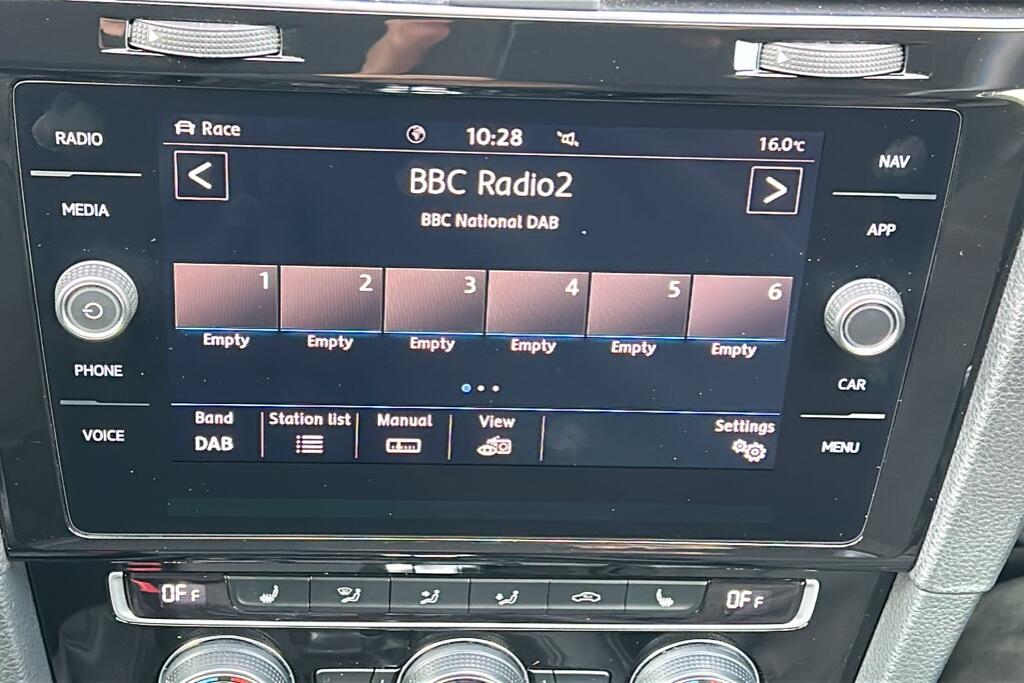 RADIO
MEDIA
PHONE
VOICE
Race
10:28
16.0°C
<
BBC Radio2
>
BBC National DAB
1 2 3 4 5 6
Empty Empty Empty Empty Empty Empty
Band Station list Manual View Settings
DAB
NAV
APP
CAR
MENU
OFF
OFF